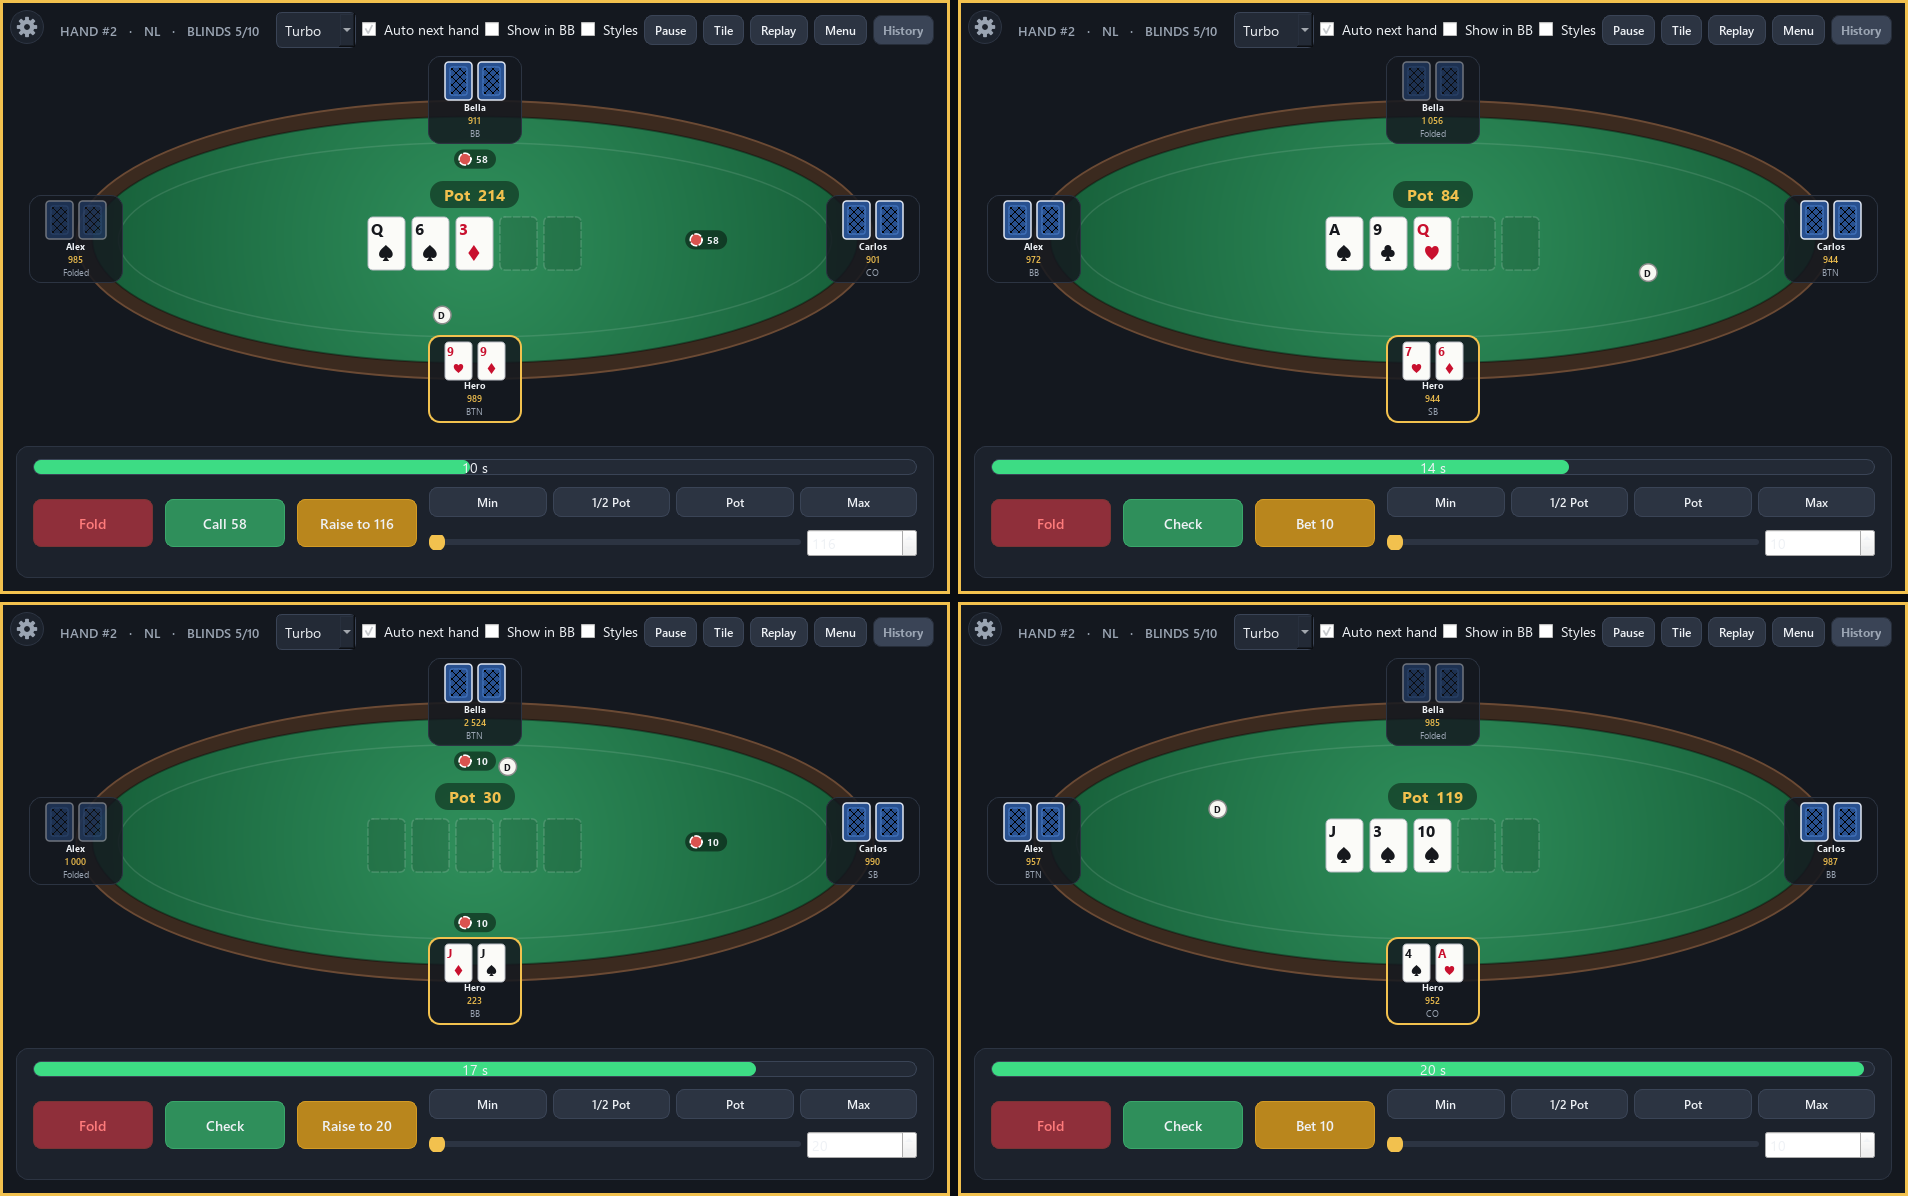 HAND #2 · NL · BLINDS 5/10 Turbo Auto next hand Show in BB Styles Pause Tile Replay Menu History
Bella
911
BB
58
Pot 214
Alex
985
Folded
Q 6 3
58
Carlos
901
CO
D
9 9
Hero
989
BTN
10 s
Fold Call 58 Raise to 116 Min 1/2 Pot Pot Max
116
HAND #2 · NL · BLINDS 5/10 Turbo Auto next hand Show in BB Styles Pause Tile Replay Menu History
Bella
1 056
Folded
Pot 84
Alex
972
BB
A 9 Q
Carlos
944
BTN
D
7 6
Hero
944
SB
14 s
Fold Check Bet 10 Min 1/2 Pot Pot Max
10
HAND #2 · NL · BLINDS 5/10 Turbo Auto next hand Show in BB Styles Pause Tile Replay Menu History
Bella
2 524
BTN
10 D
Pot 30
Alex
1 000
Folded
10
Carlos
990
SB
10
J J
Hero
223
BB
17 s
Fold Check Raise to 20 Min 1/2 Pot Pot Max
20
HAND #2 · NL · BLINDS 5/10 Turbo Auto next hand Show in BB Styles Pause Tile Replay Menu History
Bella
985
Folded
Pot 119
D
Alex
957
BTN
J 3 10
Carlos
987
BB
4 A
Hero
952
CO
20 s
Fold Check Bet 10 Min 1/2 Pot Pot Max
10